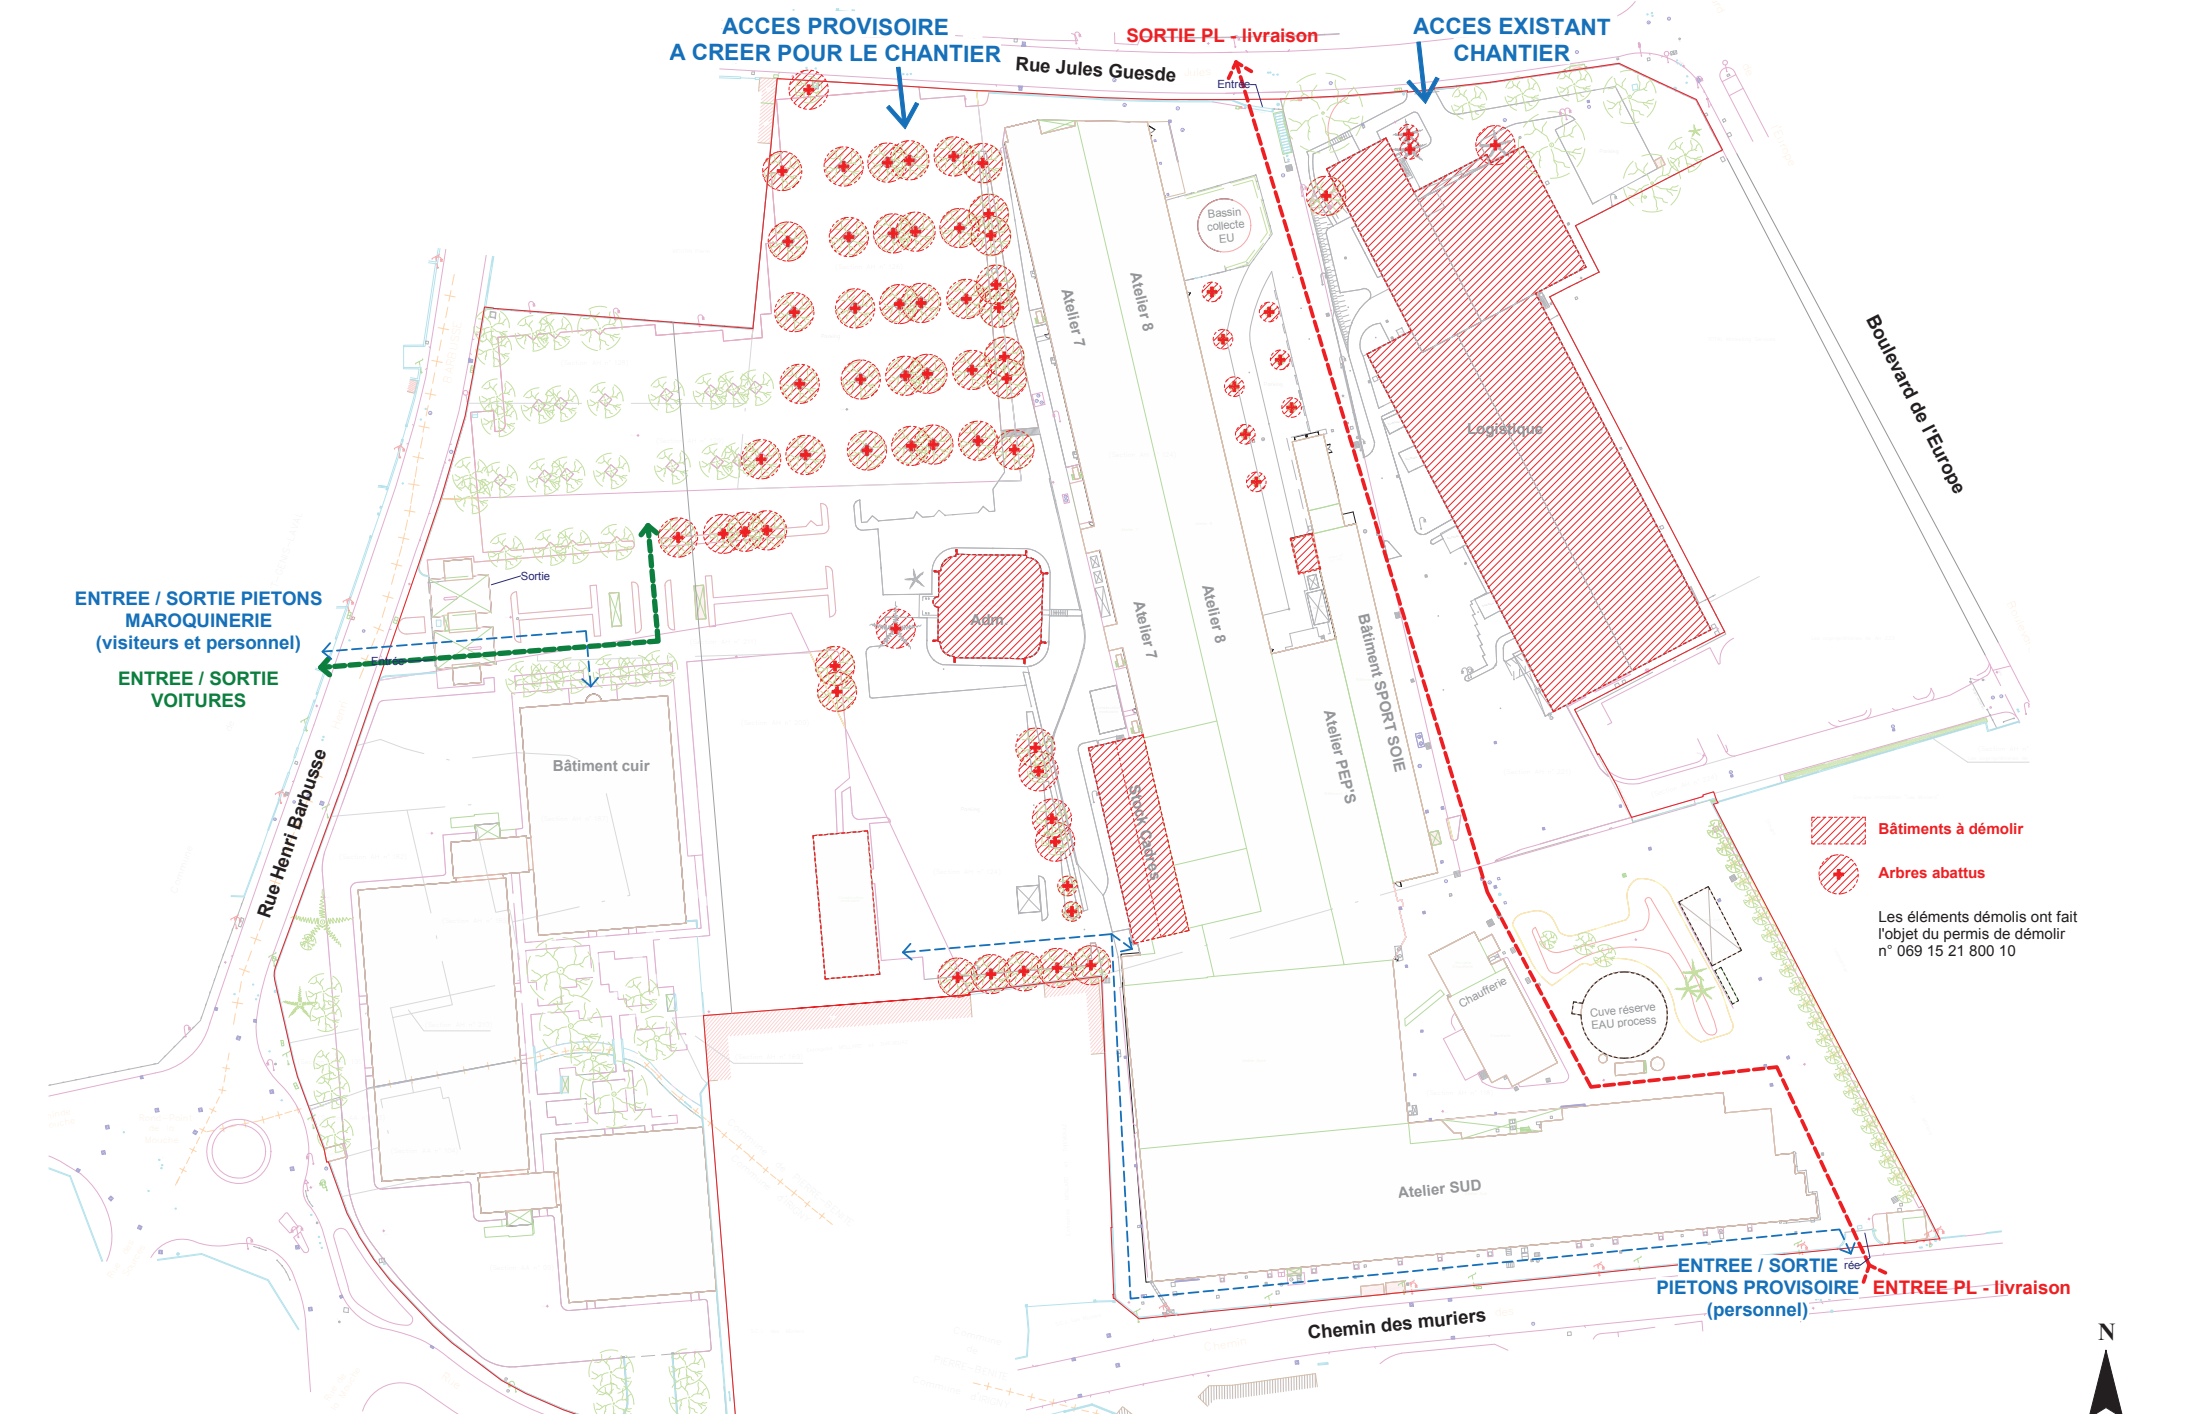 ACCES PROVISOIRE
A CREER POUR LE CHANTIER
SORTIE PL - livraison
ACCES EXISTANT
CHANTIER
Rue Jules Guesde
Entrée
Bassin
collecte
EU
Atelier 7
Atelier 8
Logistique
Boulevard de l'Europe
Sortie
ENTREE / SORTIE PIETONS
MAROQUINERIE
(visiteurs et personnel)
Entrée
ENTREE / SORTIE
VOITURES
Adm
Atelier 7
Atelier 8
Bâtiment SPORT SOIE
Atelier PEP'S
Bâtiment cuir
Stock Cadres
Rue Henri Barbusse
Bâtiments à démolir
Arbres abattus
Les éléments démolis ont fait
l'objet du permis de démolir
n° 069 15 21 800 10
Chaufferie
Cuve réserve
EAU process
Atelier SUD
ENTREE / SORTIE
PIETONS PROVISOIRE
(personnel)
rée
ENTREE PL - livraison
Chemin des muriers
N